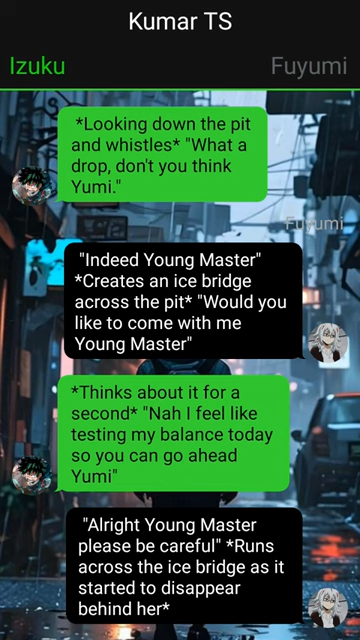 Kumar TS
Izuku
Fuyumi
*Looking down the pit
and whistles* "What a
drop, don't you think
Yumi."
Fuyumi
"Indeed Young Master"
*Creates an ice bridge
across the pit* "Would you
like to come with me
Young Master"
*Thinks about it for a
second* "Nah I feel like
testing my balance today
so you can go ahead
Yumi"
"Alright Young Master
please be careful" *Runs
across the ice bridge as it
started to disappear
behind her*